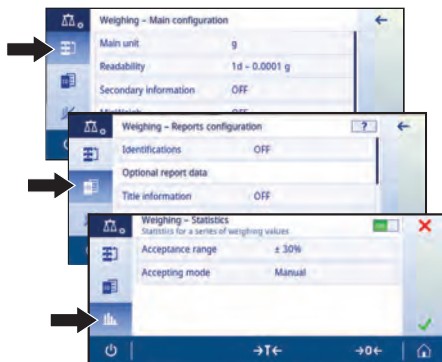 Weighing – Main configuration
Main unit g
Readability 1d – 0.0001 g
Secondary information OFF
MiniWeigh OFF
Weighing – Reports configuration ?
Identifications OFF
Optional report data
Title information OFF
Weighing – Statistics
Statistics for a series of weighing values
Acceptance range ± 30%
Accepting mode Manual
→T← →0←